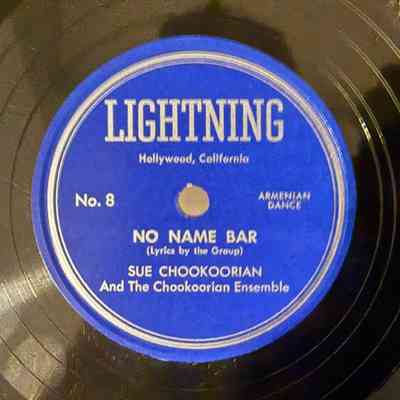 LIGHTNING
Hollywood, California
No. 8
ARMENIAN
DANCE
NO NAME BAR
(Lyrics by the Group)
SUE CHOOKOORIAN
And The Chookoorian Ensemble